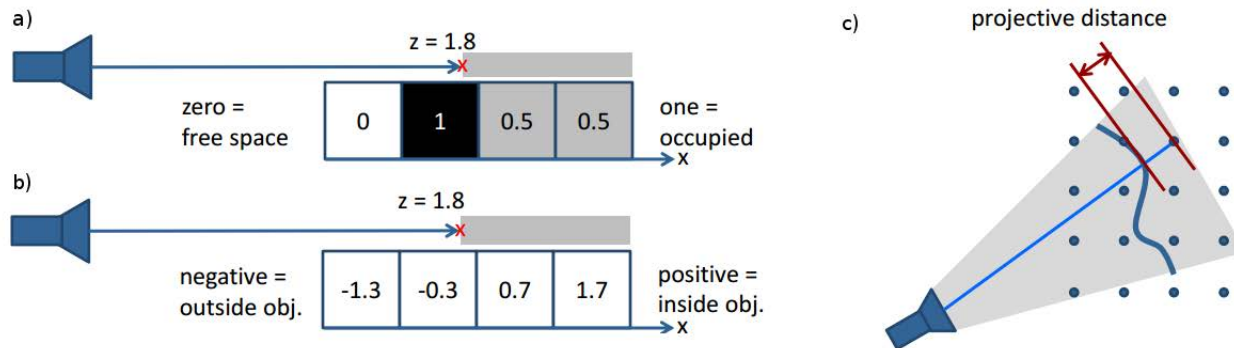 a)
z = 1.8
x
zero =
free space
0 1 0.5 0.5
one =
occupied
x
b)
z = 1.8
x
negative =
outside obj.
-1.3 -0.3 0.7 1.7
positive =
inside obj.
x
c)
projective distance